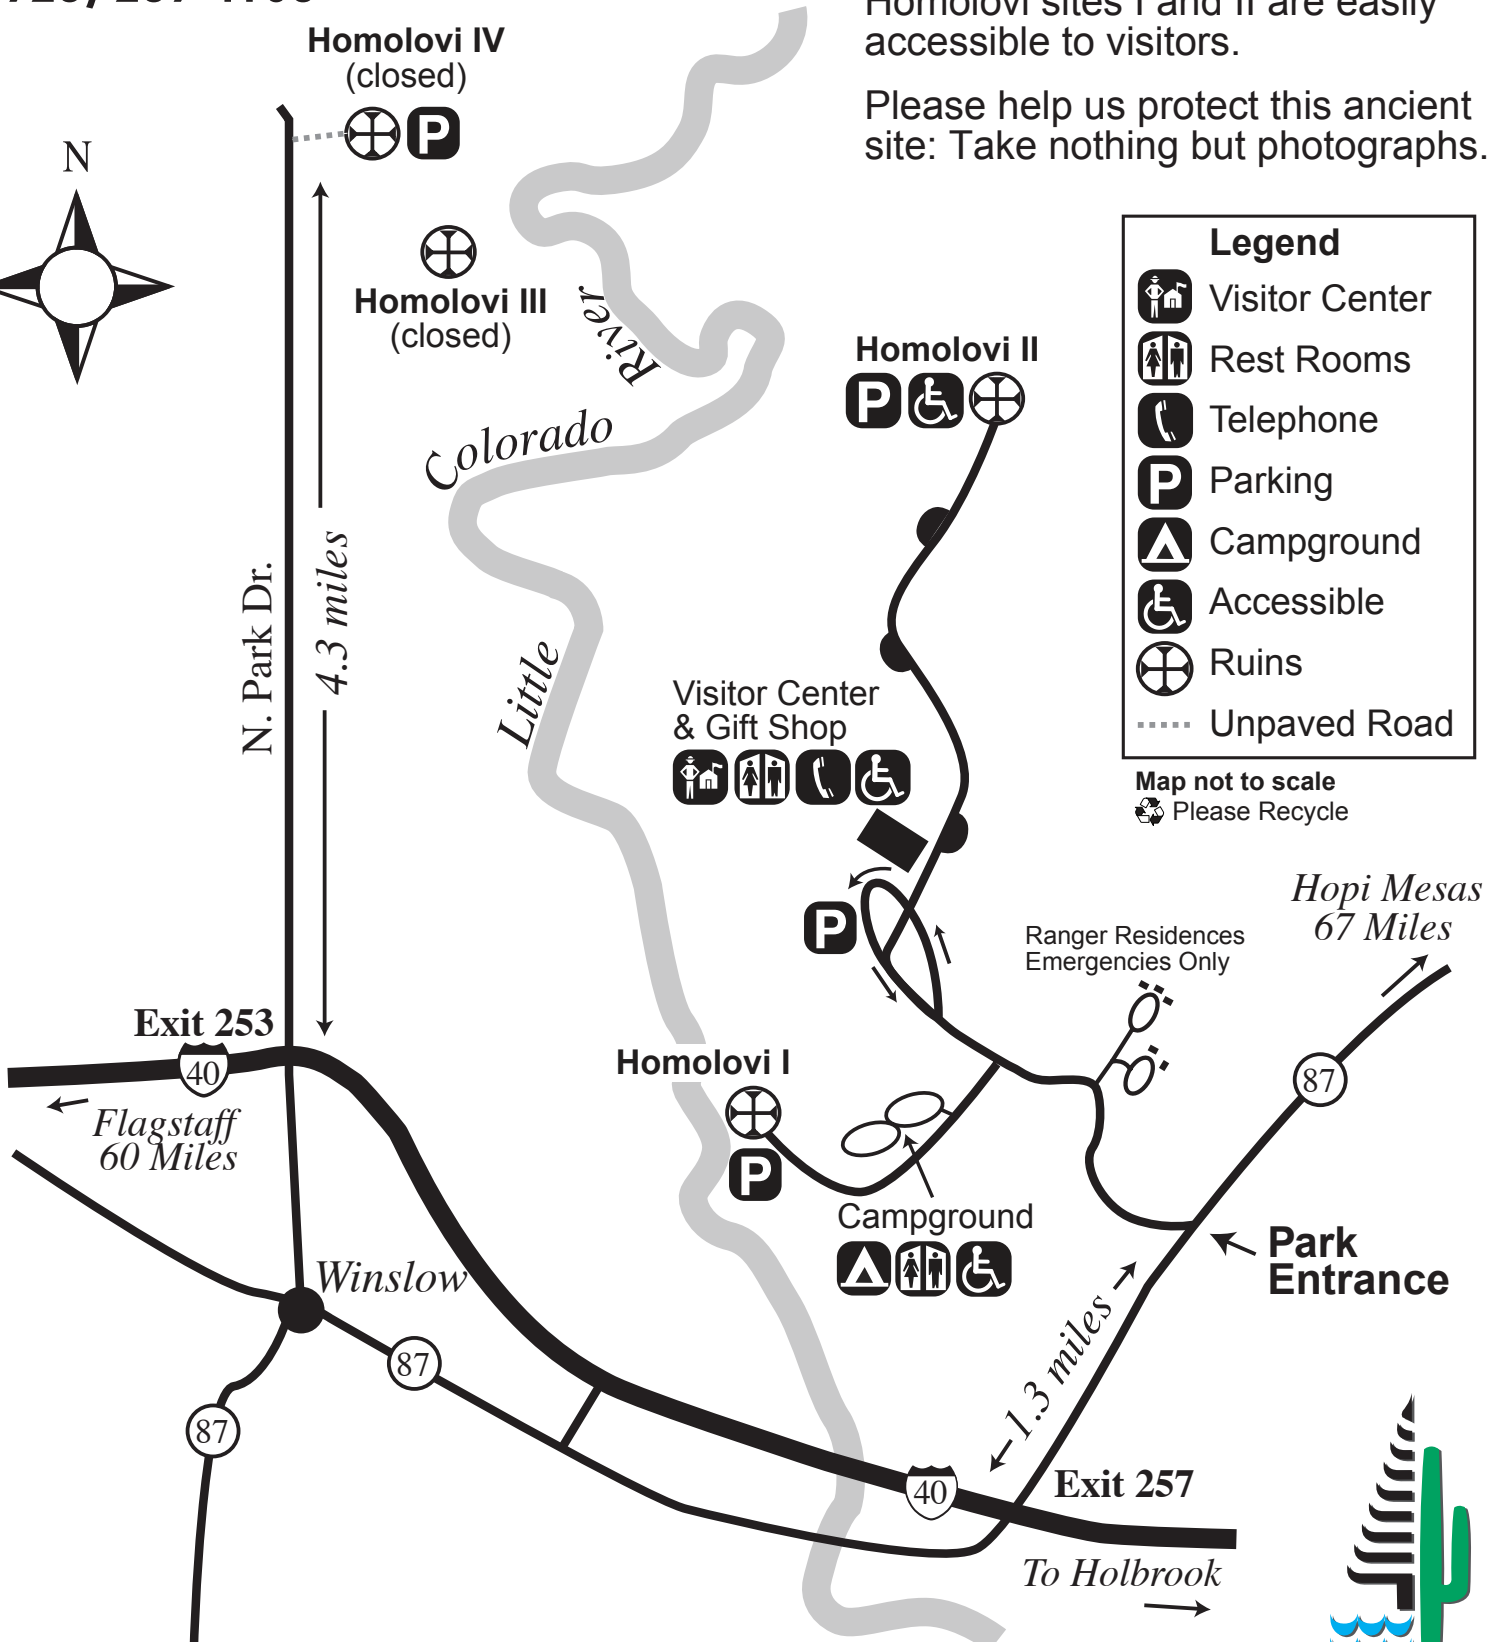 Homolovi sites I and II are easily
accessible to visitors.
Please help us protect this ancient
site: Take nothing but photographs.
Homolovi IV
(closed)
P
N
Homolovi III
(closed)
River
Colorado
Little
Homolovi II
P
Legend
Visitor Center
Rest Rooms
Telephone
P Parking
Campground
Accessible
Ruins
Unpaved Road
Map not to scale
Please Recycle
N. Park Dr.
4.3 miles
Visitor Center
& Gift Shop
P
Ranger Residences
Emergencies Only
Hopi Mesas
67 Miles
87
Exit 253
40
Flagstaff
60 Miles
Homolovi I
P
Campground
Park
Entrance
Winslow
87
87
1.3 miles
40
Exit 257
To Holbrook